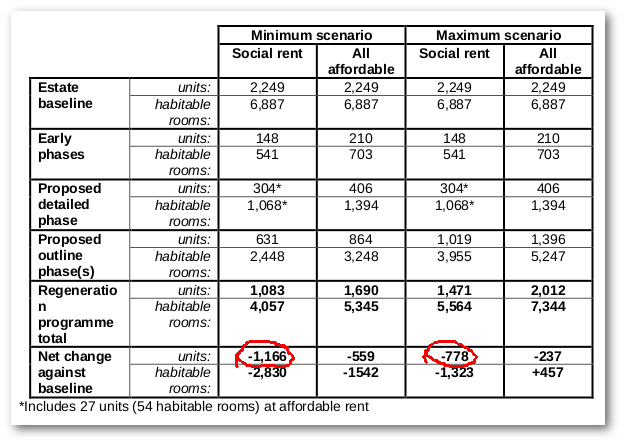 Minimum scenario Maximum scenario
Social rent All affordable Social rent All affordable
Estate baseline units: 2,249 2,249 2,249 2,249
habitable rooms: 6,887 6,887 6,887 6,887
Early phases units: 148 210 148 210
habitable rooms: 541 703 541 703
Proposed detailed phase units: 304* 406 304* 406
habitable rooms: 1,068* 1,394 1,068* 1,394
Proposed outline phase(s) units: 631 864 1,019 1,396
habitable rooms: 2,448 3,248 3,955 5,247
Regeneration programme total units: 1,083 1,690 1,471 2,012
habitable rooms: 4,057 5,345 5,564 7,344
Net change against baseline units: -1,166 -559 -778 -237
habitable rooms: -2,830 -1542 -1,323 +457
*Includes 27 units (54 habitable rooms) at affordable rent